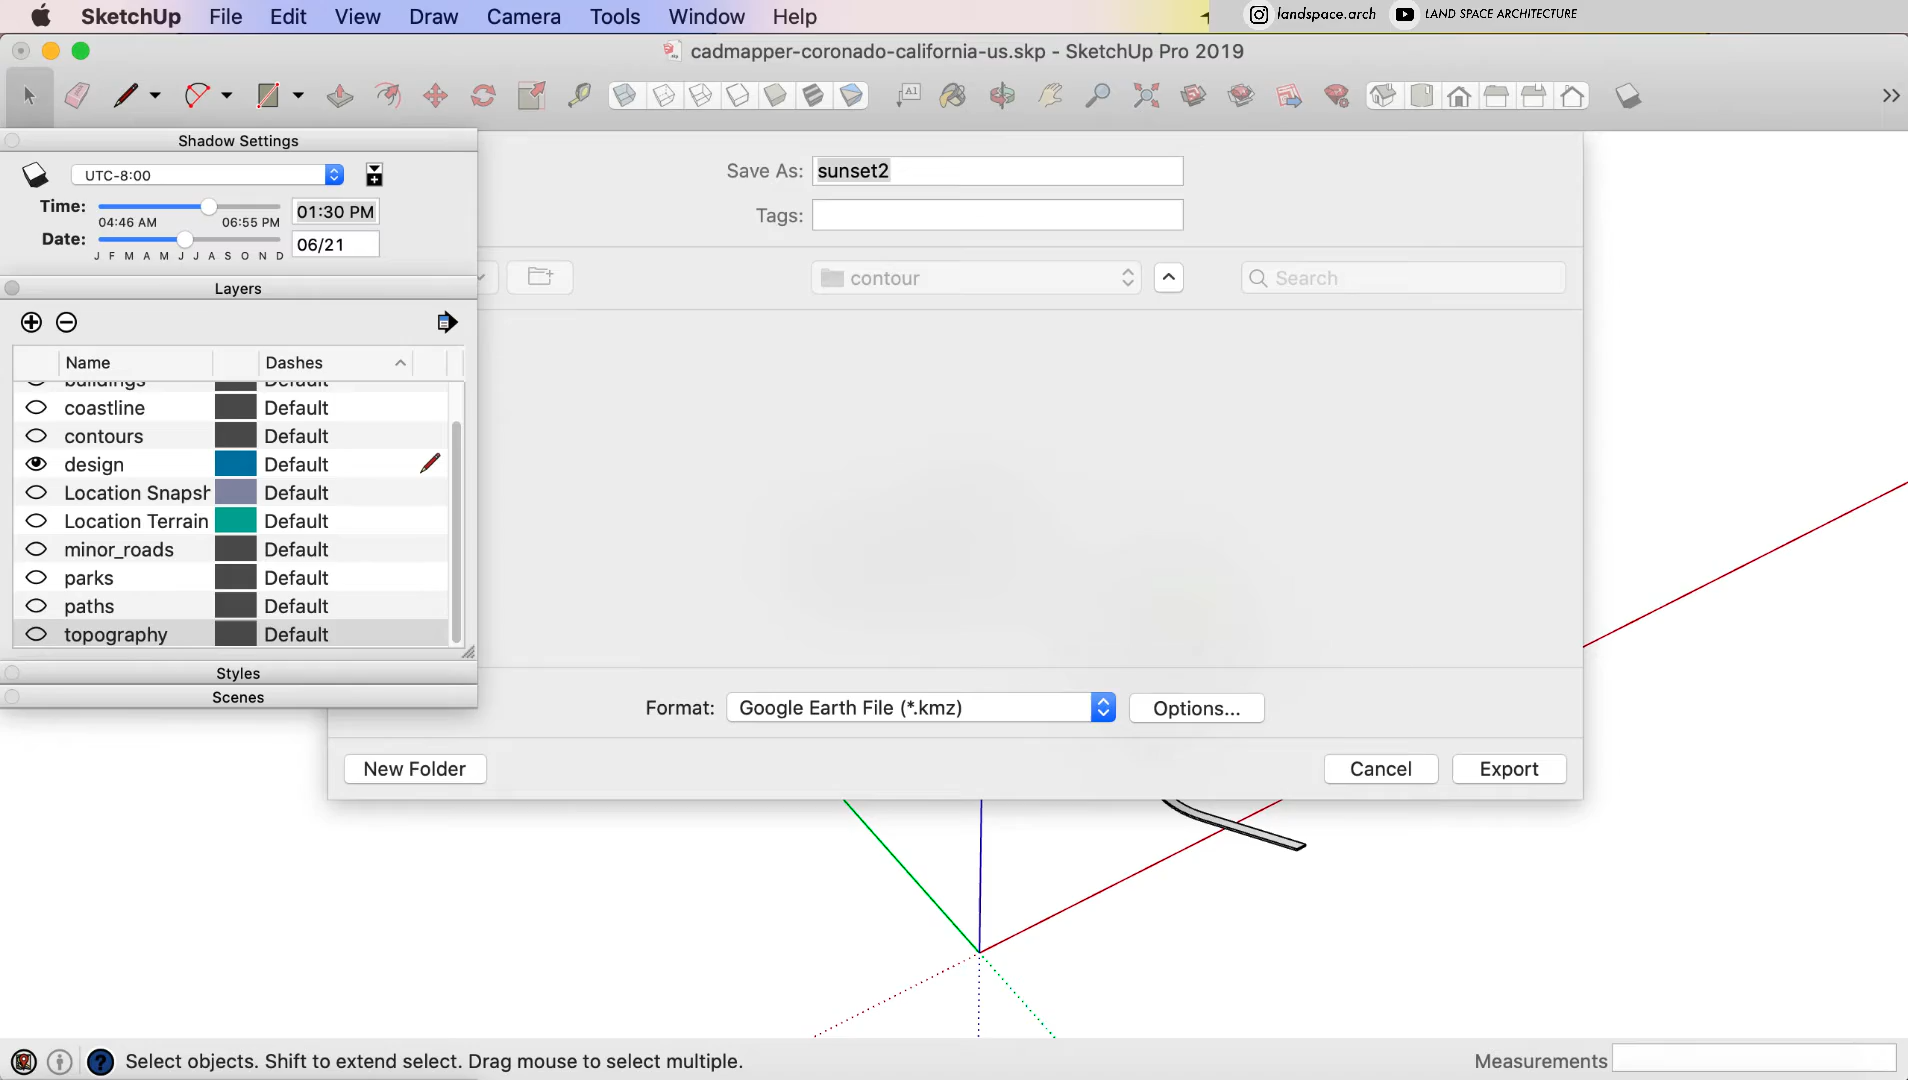 SketchUp File Edit View Draw Camera Tools Window Help
landspace.arch LAND SPACE ARCHITECTURE
cadmapper-coronado-california-us.skp - SketchUp Pro 2019
A1
Shadow Settings
UTC-8:00
Time:
04:46 AM 06:55 PM
01:30 PM
Date:
J F M A M J J A S O N D
06/21
Layers
Name Dashes
buildings Default
coastline Default
contours Default
design Default
Location Snapsh Default
Location Terrain Default
minor_roads Default
parks Default
paths Default
topography Default
Styles
Scenes
Save As: sunset2
Tags:
contour
Search
Format: Google Earth File (*.kmz) Options...
New Folder Cancel Export
Select objects. Shift to extend select. Drag mouse to select multiple.
Measurements